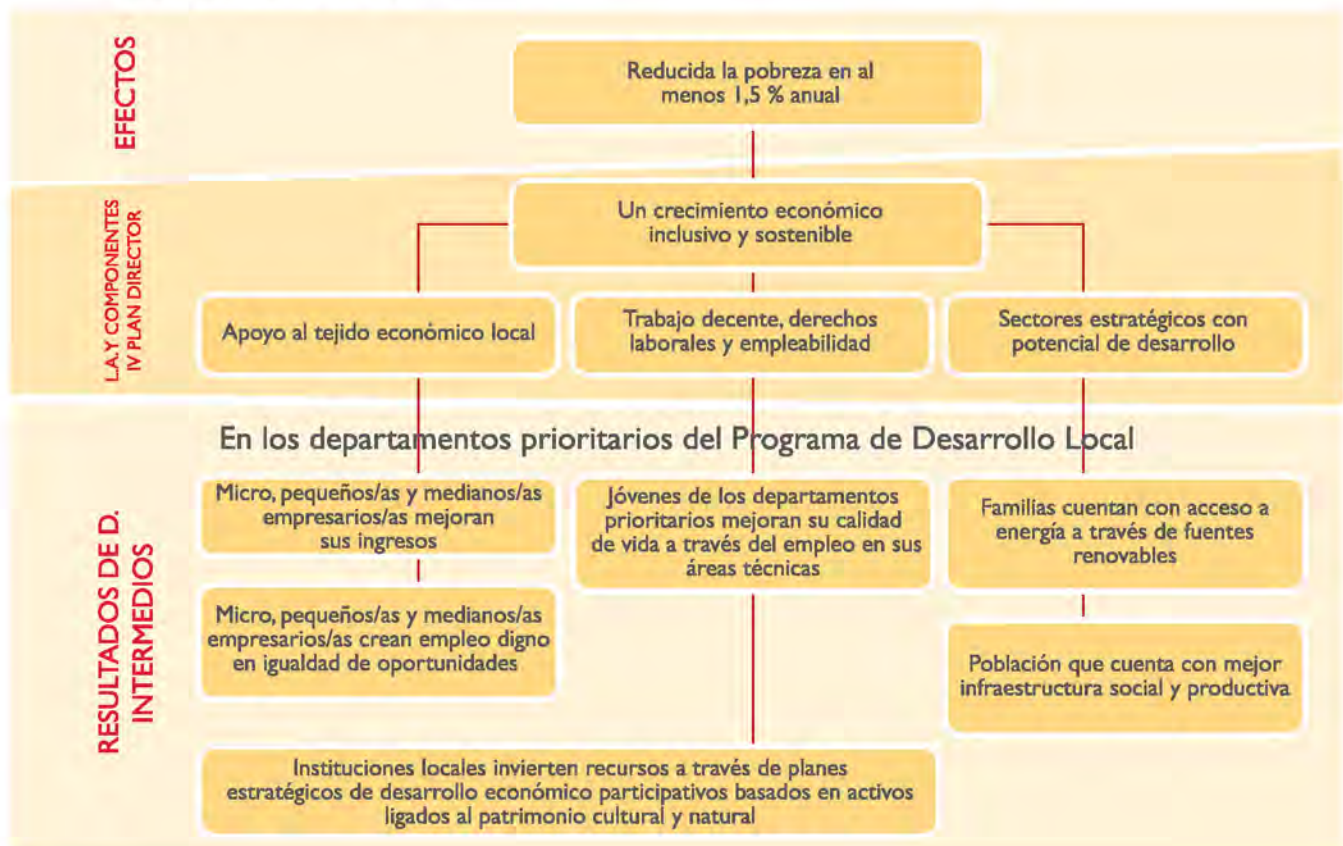 EFECTOS
Reducida la pobreza en al
menos 1,5 % anual
L.A.Y COMPONENTES
IV PLAN DIRECTOR
Un crecimiento económico
inclusivo y sostenible
Apoyo al tejido económico local
Trabajo decente, derechos
laborales y empleabilidad
Sectores estratégicos con
potencial de desarrollo
RESULTADOS DE D.
INTERMEDIOS
En los departamentos prioritarios del Programa de Desarrollo Local
Micro, pequeños/as y medianos/as
empresarios/as mejoran
sus ingresos
Micro, pequeños/as y medianos/as
empresarios/as crean empleo digno
en igualdad de oportunidades
Jóvenes de los departamentos
prioritarios mejoran su calidad
de vida a través del empleo en sus
áreas técnicas
Familias cuentan con acceso a
energía a través de fuentes
renovables
Población que cuenta con mejor
infraestructura social y productiva
Instituciones locales invierten recursos a través de planes
estratégicos de desarrollo económico participativos basados en activos
ligados al patrimonio cultural y natural